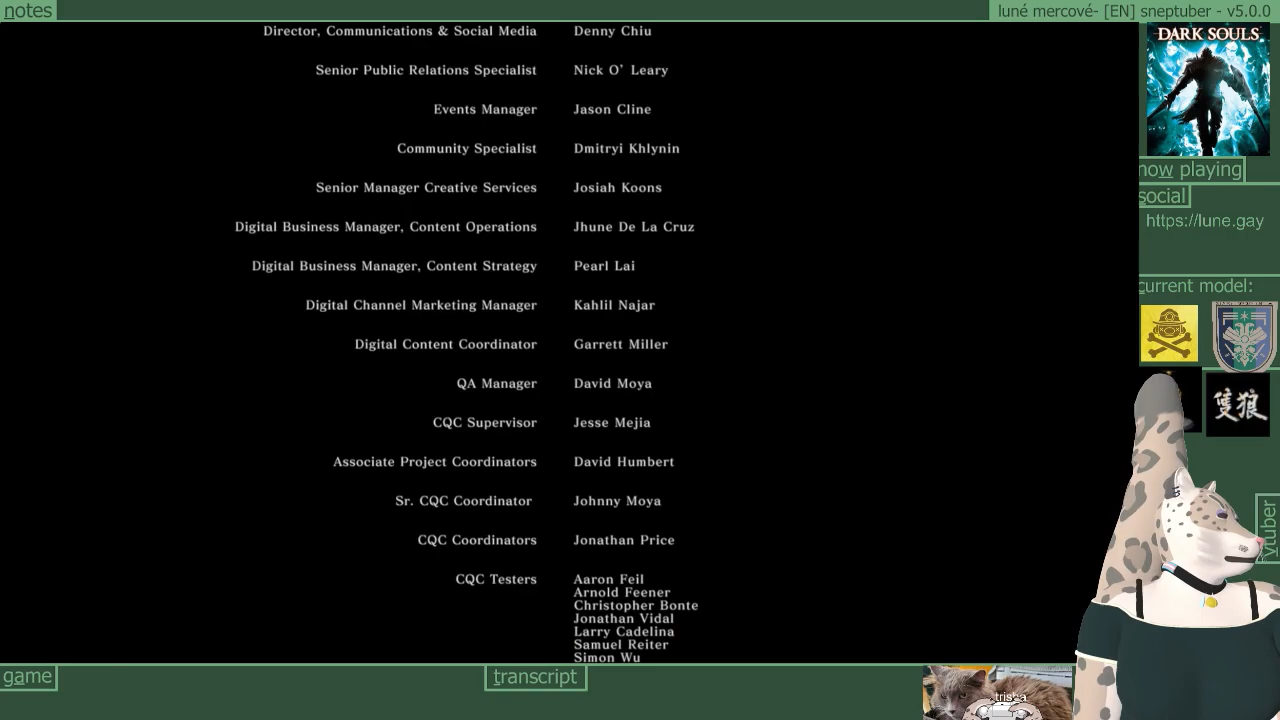 notes
luné mercové- [EN] sneptuber - v5.0.0
Director, Communications & Social Media Denny Chiu
Senior Public Relations Specialist Nick O' Leary
Events Manager Jason Cline
Community Specialist Dmitryi Khlynin
Senior Manager Creative Services Josiah Koons
Digital Business Manager, Content Operations Jhune De La Cruz
Digital Business Manager, Content Strategy Pearl Lai
Digital Channel Marketing Manager Kahlil Najar
Digital Content Coordinator Garrett Miller
QA Manager David Moya
CQC Supervisor Jesse Mejia
Associate Project Coordinators David Humbert
Sr. CQC Coordinator Johnny Moya
CQC Coordinators Jonathan Price
CQC Testers Aaron Feil
Arnold Feener
Christopher Bonte
Jonathan Vidal
Larry Cadelina
Samuel Reiter
Simon Wu
DARK SOULS
now playing
social
https://lune.gay
current model:
隻狼
vtuber
game
transcript
trisha